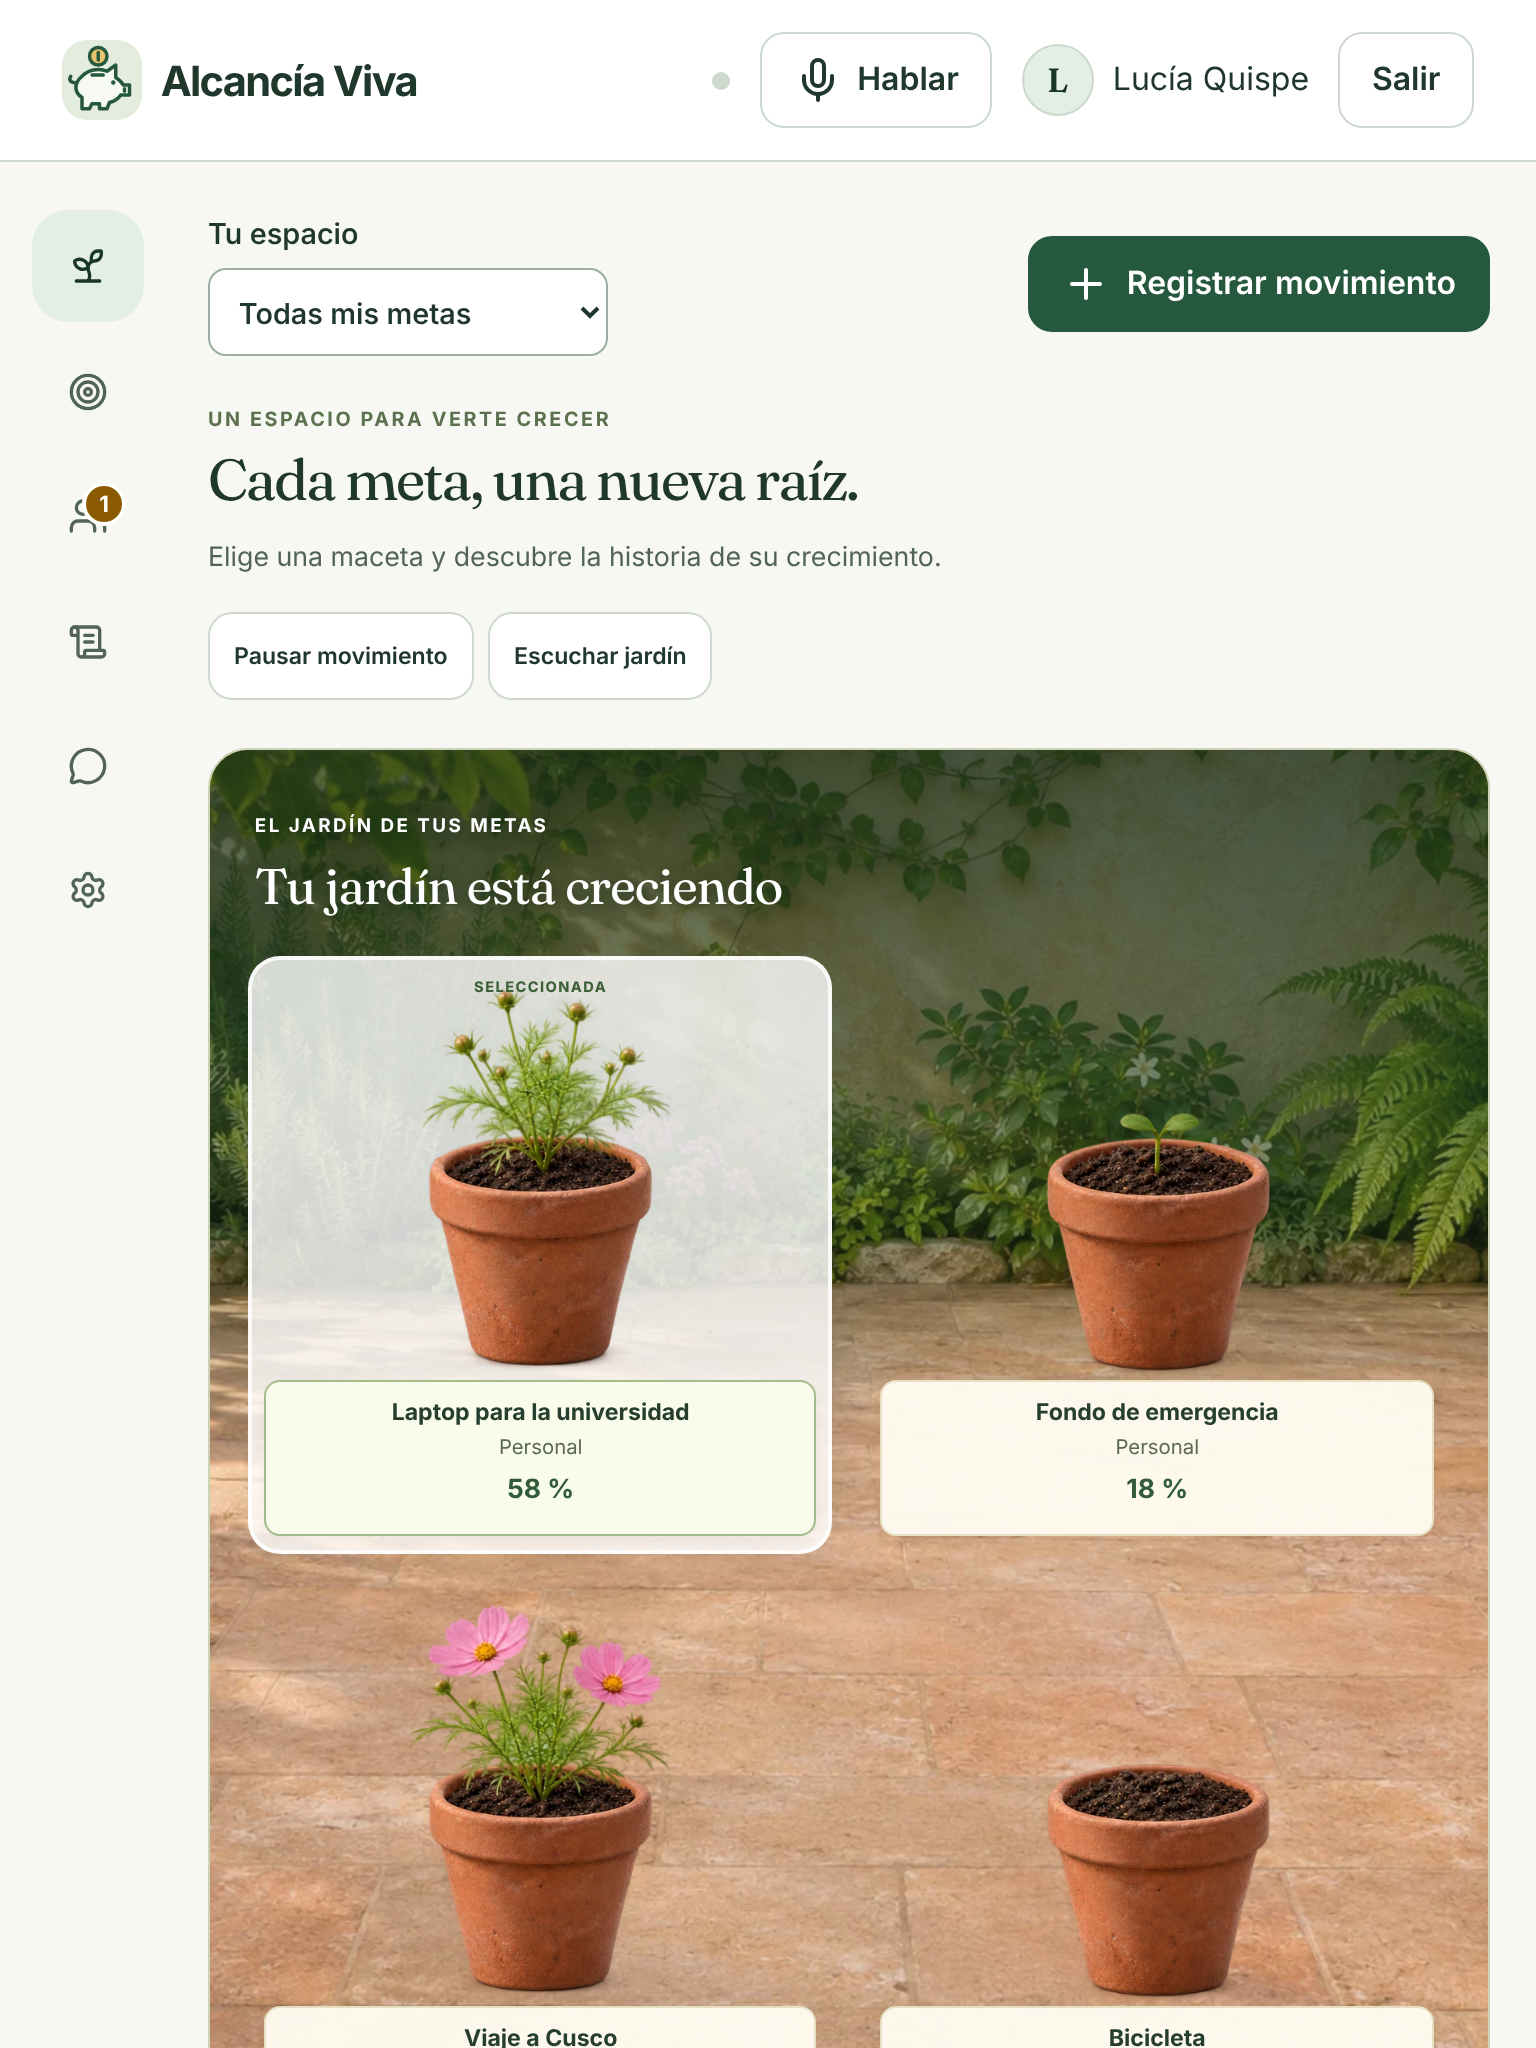 Alcancía Viva
Hablar
L
Lucía Quispe
Salir
Tu espacio
Todas mis metas
Registrar movimiento
1
UN ESPACIO PARA VERTE CRECER
Cada meta, una nueva raíz.
Elige una maceta y descubre la historia de su crecimiento.
Pausar movimiento
Escuchar jardín
EL JARDÍN DE TUS METAS
Tu jardín está creciendo
SELECCIONADA
Laptop para la universidad
Personal
58 %
Fondo de emergencia
Personal
18 %
Viaje a Cusco
Bicicleta